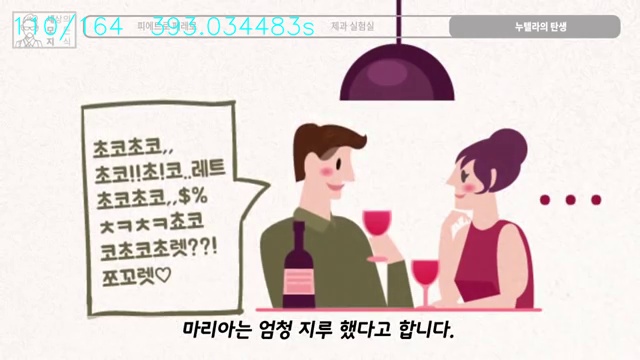 110/164 393.034483s
제과 실험실
누텔라의 탄생
초코초코,,
초코!!초!코..레트
초코초코,,$%
ㅊㅋㅊㅋ쵸코
코초코초렛??!
쪼꼬렛♡
마리아는 엄청 지루 했다고 합니다.